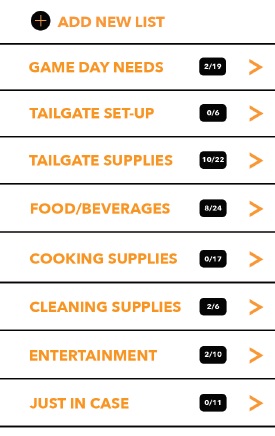 ADD NEW LIST
GAME DAY NEEDS 2/19
TAILGATE SET-UP 0/6
TAILGATE SUPPLIES 10/22
FOOD/BEVERAGES 8/24
COOKING SUPPLIES 0/17
CLEANING SUPPLIES 2/6
ENTERTAINMENT 2/10
JUST IN CASE 0/11